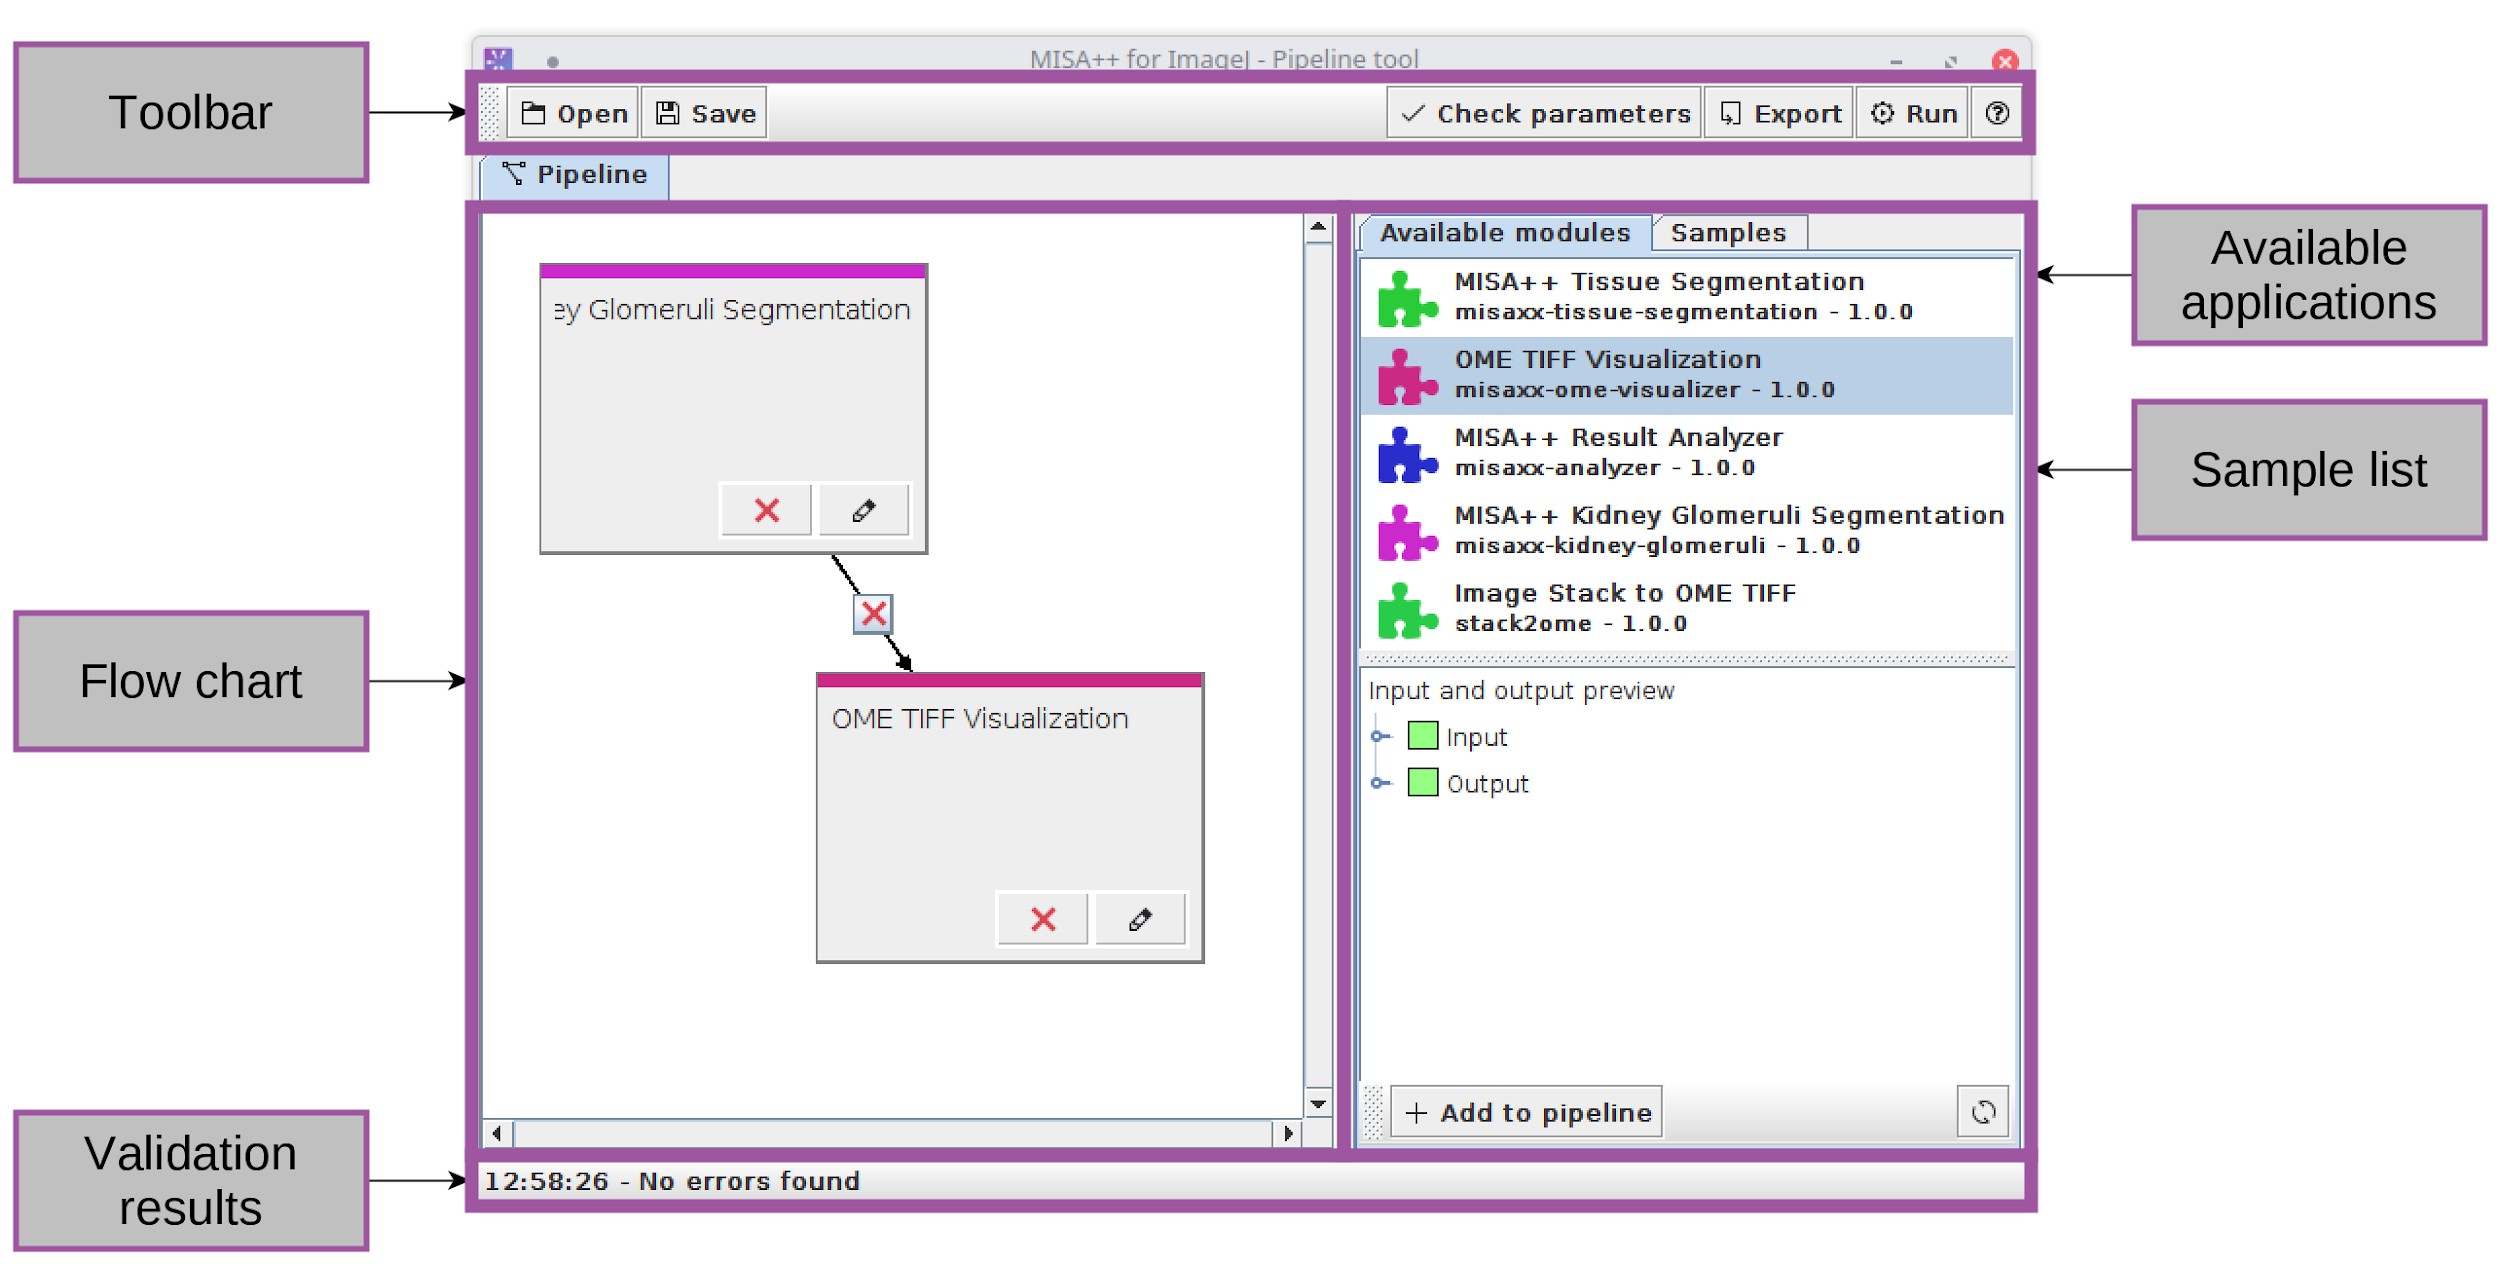 MISA++ for ImageJ - Pipeline tool
Toolbar
Open
Save
Check parameters
Export
Run
Pipeline
Available modules
Samples
Available
applications
ey Glomeruli Segmentation
MISA++ Tissue Segmentation
misaxx-tissue-segmentation - 1.0.0
OME TIFF Visualization
misaxx-ome-visualizer - 1.0.0
MISA++ Result Analyzer
misaxx-analyzer - 1.0.0
Sample list
MISA++ Kidney Glomeruli Segmentation
misaxx-kidney-glomeruli - 1.0.0
Image Stack to OME TIFF
stack2ome - 1.0.0
Flow chart
OME TIFF Visualization
Input and output preview
Input
Output
+ Add to pipeline
Validation
results
12:58:26 - No errors found